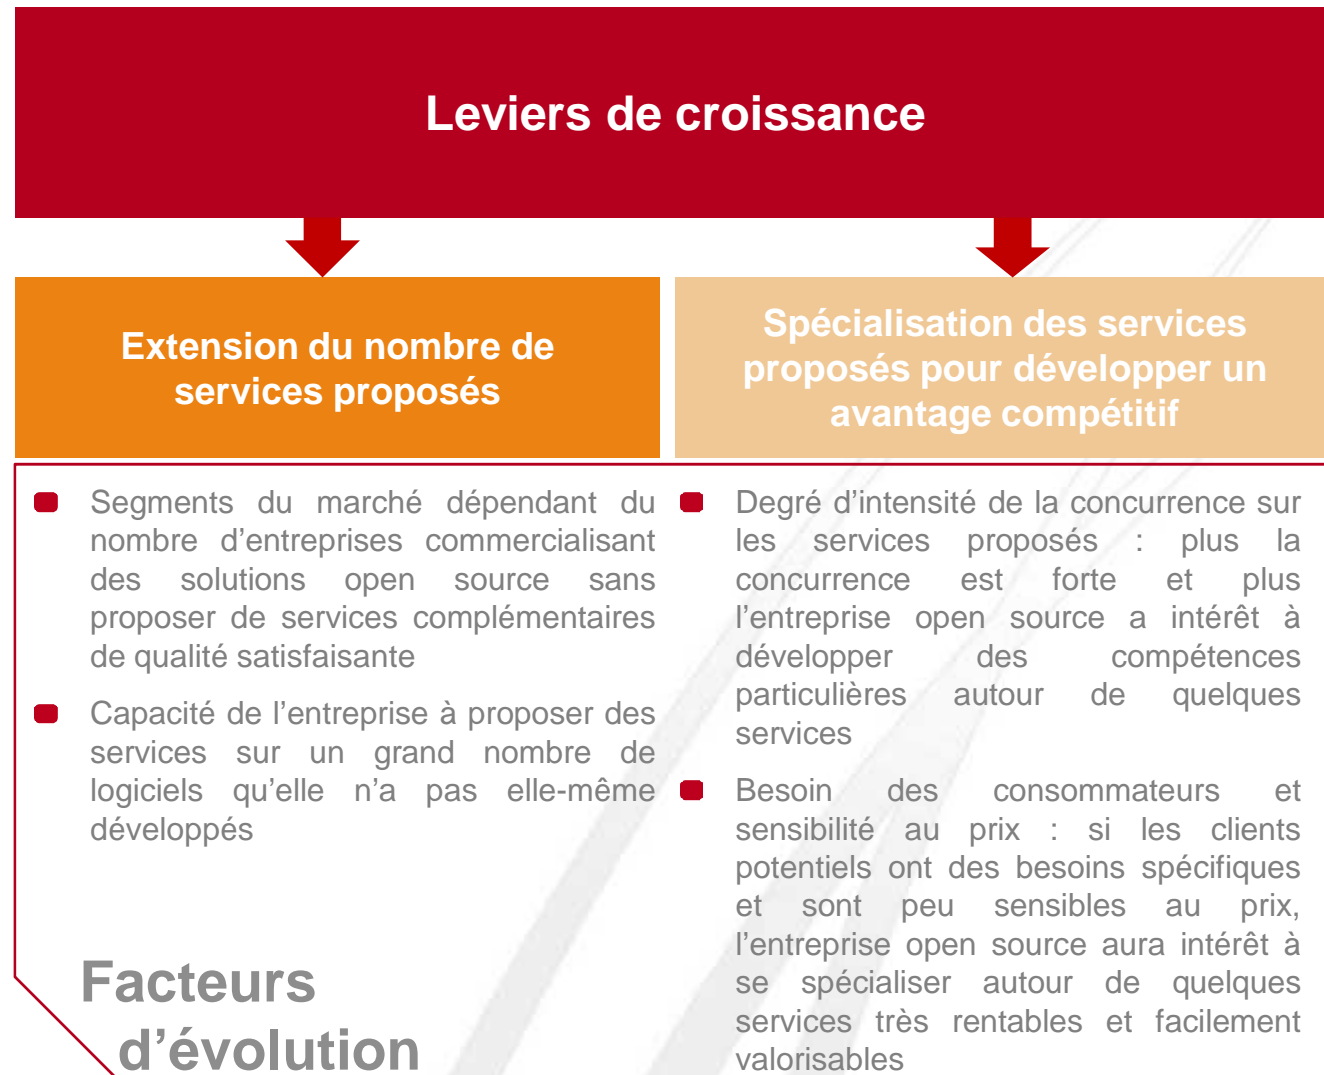 Leviers de croissance
Extension du nombre de
services proposés
Spécialisation des services
proposés pour développer un
avantage compétitif
Segments du marché dépendant du
nombre d’entreprises commercialisant
des solutions open source sans
proposer de services complémentaires
de qualité satisfaisante
Capacité de l’entreprise à proposer des
services sur un grand nombre de
logiciels qu’elle n’a pas elle-même
développés
Degré d’intensité de la concurrence sur
les services proposés : plus la
concurrence est forte et plus
l’entreprise open source a intérêt à
développer des compétences
particulières autour de quelques
services
Besoin des consommateurs et
sensibilité au prix : si les clients
potentiels ont des besoins spécifiques
et sont peu sensibles au prix,
l’entreprise open source aura intérêt à
se spécialiser autour de quelques
services très rentables et facilement
valorisables
Facteurs
d’évolution